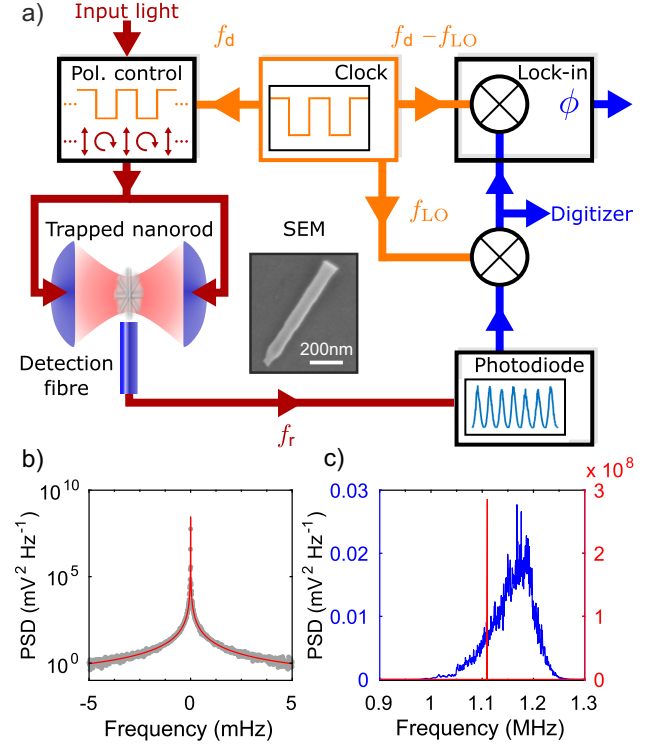 a)
Input light
f_d
f_d − f_LO
Pol. control
Clock
Lock-in
ϕ
... ...
... ...
f_LO
Digitizer
Trapped nanorod
SEM
200nm
Detection
fibre
Photodiode
f_r
b)
c)
x 10^8
PSD (mV^2 Hz^-1)
10^10
10^5
10^0
-5 0 5
Frequency (mHz)
PSD (mV^2 Hz^-1)
0.03
0.02
0.01
0
3
2
1
0
0.9 1 1.1 1.2 1.3
Frequency (MHz)